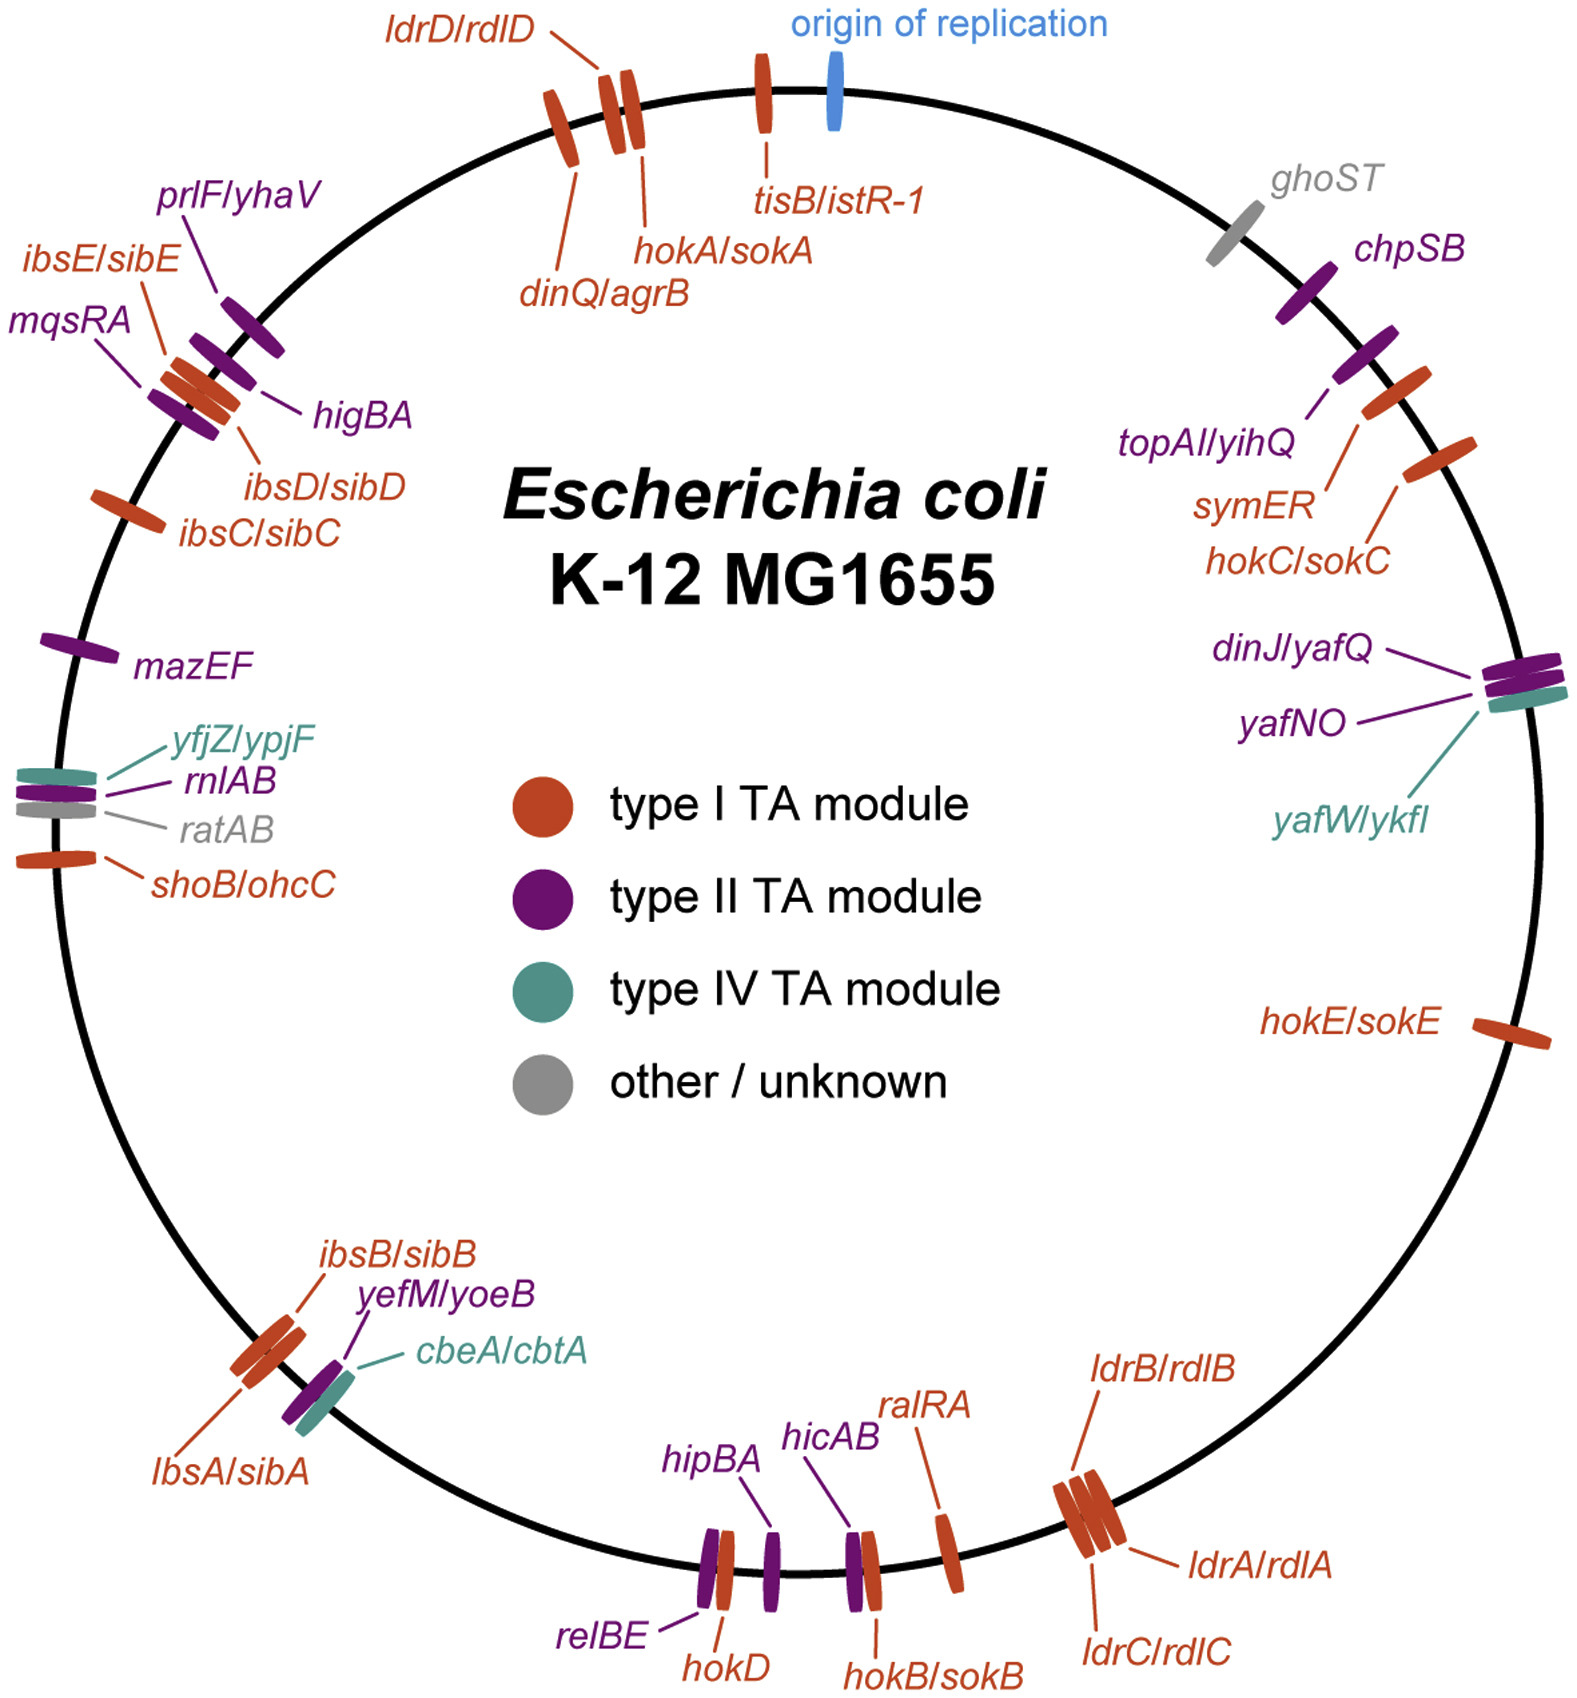 origin of replication
ldrD/rdlD
ghoST
prlF/yhaV
tisB/istR-1
chpSB
ibsE/sibE
hokA/sokA
dinQ/agrB
mqsRA
higBA
topAI/yihQ
ibsD/sibD
symER
ibsC/sibC
hokC/sokC
Escherichia coli
K-12 MG1655
mazEF
dinJ/yafQ
yafNO
yfjZ/ypjF
rnlAB
ratAB
yafW/ykfI
shoB/ohcC
type I TA module
type II TA module
type IV TA module
other / unknown
hokE/sokE
ibsB/sibB
yefM/yoeB
cbeA/cbtA
IbsA/sibA
ldrB/rdlB
ralRA
hicAB
hipBA
ldrA/rdlA
relBE
hokD
hokB/sokB
ldrC/rdlC